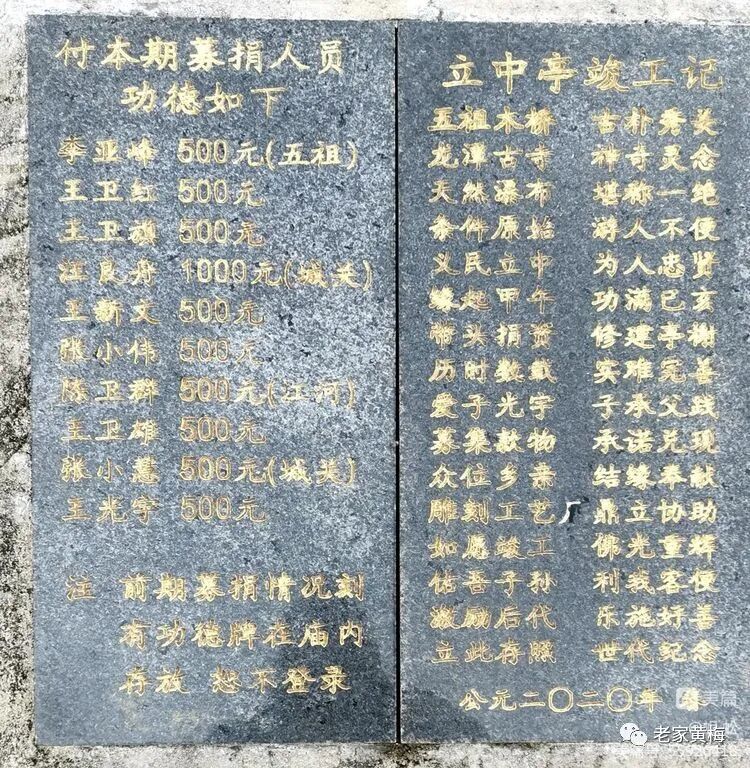 付本期募捐人员
功德如下
李亚峰 500元(五祖)
王卫红 500元
王卫旗 500元
汪良舟 1000元(城关)
王新文 500元
张小伟 500元
陈卫群 500元(江河)
王卫雄 500元
张小慧 500元(城关)
王光宇 500元
注 前期募捐情况刻
有功德牌在庙内
存放 恕不登录
立中亭竣工记
五祖木桥 古朴秀美
龙潭古寺 神奇灵念
天然瀑布 堪称一绝
条件原始 游人不便
义民立中 为人忠贤
缘起甲午 功满已亥
带头捐资 修建亭榭
历时数载 实难完善
爱子光宇 子承父践
募集款物 承诺兑现
众位乡亲 结缘奉献
雕刻工艺厂 鼎立协助
如愿竣工 佛光重辉
佑吾子孙 利我客便
激励后代 乐施好善
立此存照 世代纪念
公元二〇二〇年 春
美篇
老家黄梅